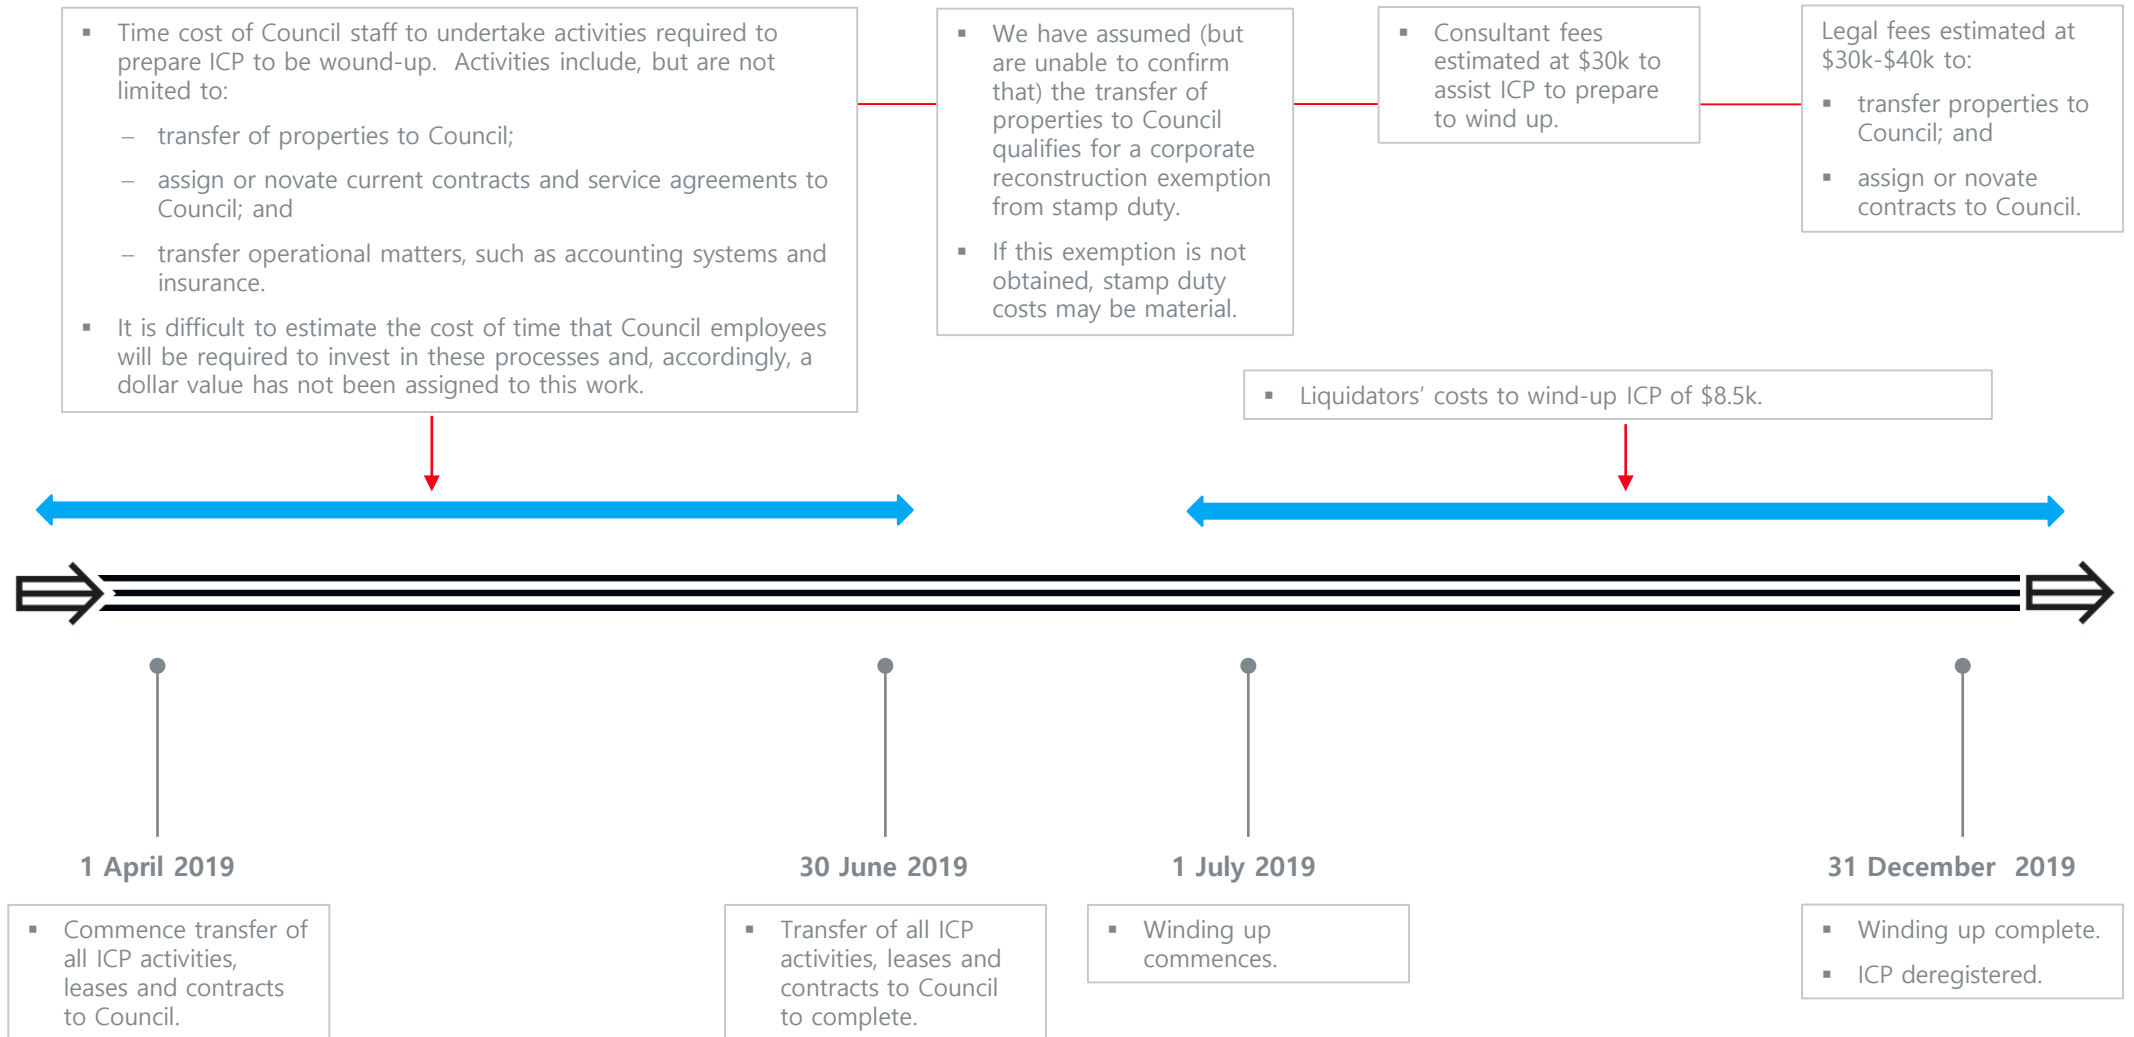 ▪ Time cost of Council staff to undertake activities required to
prepare ICP to be wound-up.  Activities include, but are not
limited to:
– transfer of properties to Council;
– assign or novate current contracts and service agreements to
Council; and
– transfer operational matters, such as accounting systems and
insurance.
▪ It is difficult to estimate the cost of time that Council employees
will be required to invest in these processes and, accordingly, a
dollar value has not been assigned to this work.
▪ We have assumed (but
are unable to confirm
that) the transfer of
properties to Council
qualifies for a corporate
reconstruction exemption
from stamp duty.
▪ If this exemption is not
obtained, stamp duty
costs may be material.
▪ Consultant fees
estimated at $30k to
assist ICP to prepare
to wind up.
Legal fees estimated at
$30k-$40k to:
▪ transfer properties to
Council; and
▪ assign or novate
contracts to Council.
▪ Liquidators’ costs to wind-up ICP of $8.5k.
1 April 2019
▪ Commence transfer of
all ICP activities,
leases and contracts
to Council.
30 June 2019
▪ Transfer of all ICP
activities, leases and
contracts to Council
to complete.
1 July 2019
▪ Winding up
commences.
31 December  2019
▪ Winding up complete.
▪ ICP deregistered.